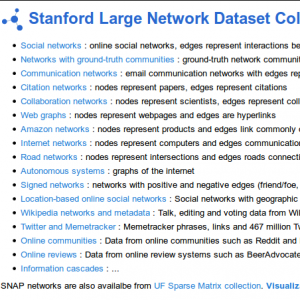 Stanford Large Network Dataset Col
• Social networks : online social networks, edges represent interactions be
• Networks with ground-truth communities : ground-truth network communit
• Communication networks : email communication networks with edges rep
• Citation networks : nodes represent papers, edges represent citations
• Collaboration networks : nodes represent scientists, edges represent coll
• Web graphs : nodes represent webpages and edges are hyperlinks
• Amazon networks : nodes represent products and edges link commonly c
• Internet networks : nodes represent computers and edges communication
• Road networks : nodes represent intersections and edges roads connecti
• Autonomous systems : graphs of the internet
• Signed networks : networks with positive and negative edges (friend/foe,
• Location-based online social networks : Social networks with geographic
• Wikipedia networks and metadata : Talk, editing and voting data from Wil
• Twitter and Memetracker : Memetracker phrases, links and 467 million Tw
• Online communities : Data from online communities such as Reddit and
• Online reviews : Data from online review systems such as BeerAdvocate
• Information cascades : ...
SNAP networks are also availalbe from UF Sparse Matrix collection. Visualiz